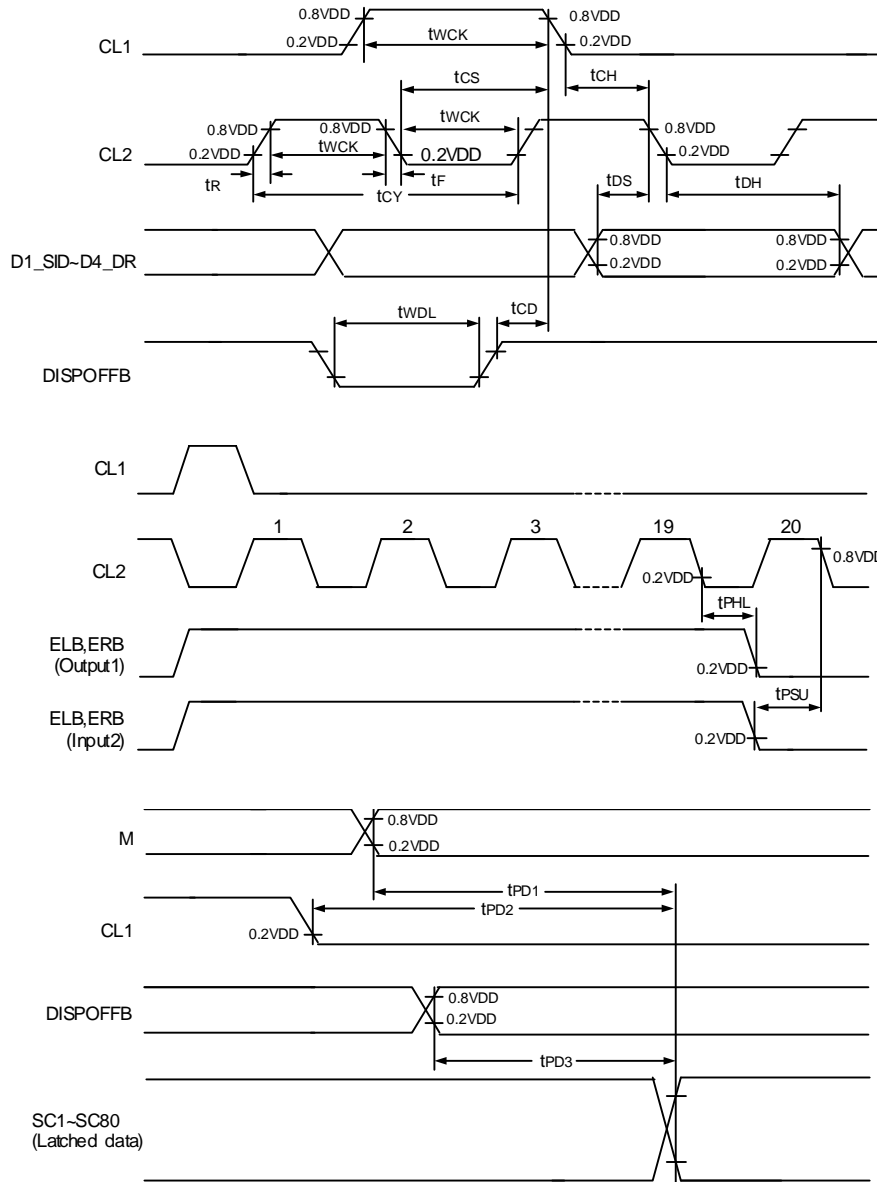 0.8VDD
0.8VDD
tWCK
CL1
0.2VDD
0.2VDD
tCS
tCH
0.8VDD
0.8VDD
tWCK
0.8VDD
CL2
0.2VDD
tWCK
0.2VDD
0.2VDD
tR
tF
tCY
tDS
tDH
0.8VDD
0.8VDD
D1_SID~D4_DR
0.2VDD
0.2VDD
tWDL
tCD
DISPOFFB
CL1
1
2
3
19
20
CL2
0.2VDD
0.8VDD
tPHL
ELB,ERB
(Output1)
0.2VDD
tPSU
ELB,ERB
(Input2)
0.2VDD
0.8VDD
M
0.2VDD
tPD1
tPD2
CL1
0.2VDD
0.8VDD
DISPOFFB
0.2VDD
tPD3
SC1~SC80
(Latched data)